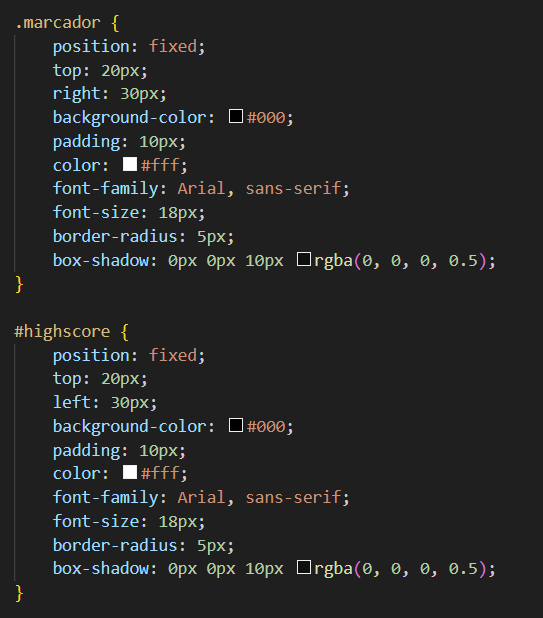 .marcador {
    position: fixed;
    top: 20px;
    right: 30px;
    background-color: #000;
    padding: 10px;
    color: #fff;
    font-family: Arial, sans-serif;
    font-size: 18px;
    border-radius: 5px;
    box-shadow: 0px 0px 10px rgba(0, 0, 0, 0.5);
}

#highscore {
    position: fixed;
    top: 20px;
    left: 30px;
    background-color: #000;
    padding: 10px;
    color: #fff;
    font-family: Arial, sans-serif;
    font-size: 18px;
    border-radius: 5px;
    box-shadow: 0px 0px 10px rgba(0, 0, 0, 0.5);
}